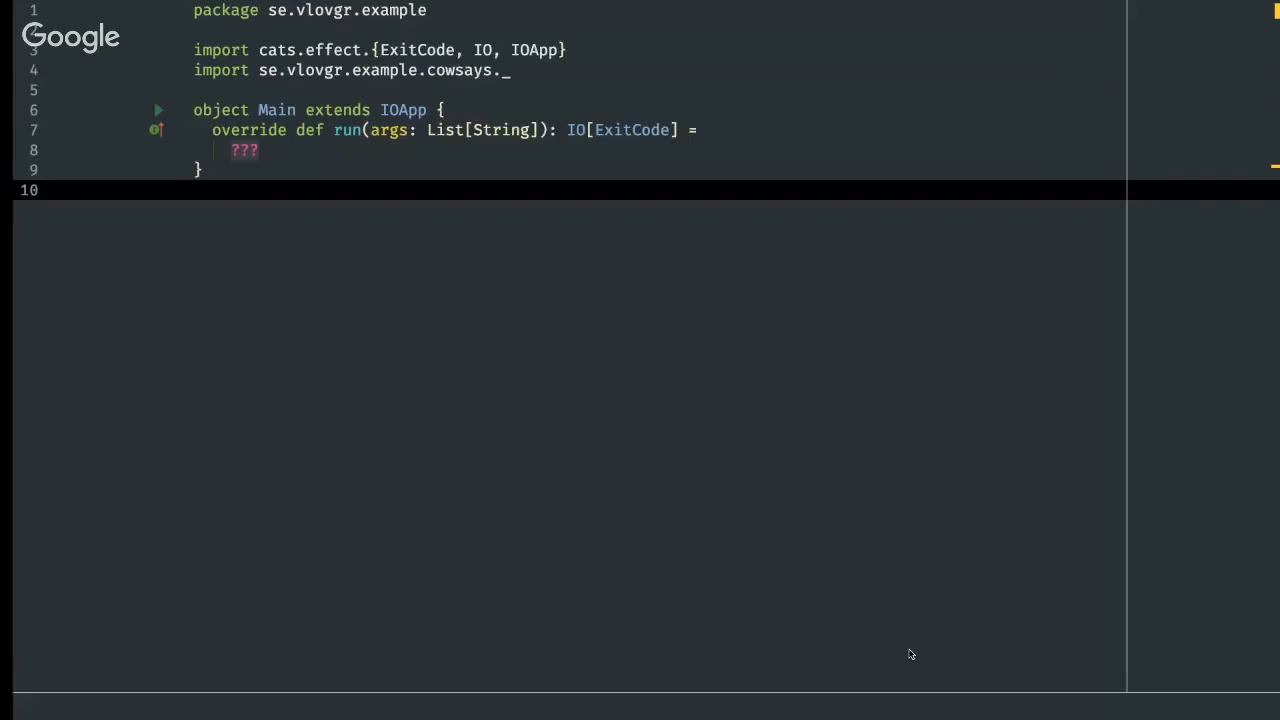 1 package se.vlovgr.example
Google
3 import cats.effect.{ExitCode, IO, IOApp}
4 import se.vlovgr.example.cowsays._
5
6 object Main extends IOApp {
7 override def run(args: List[String]): IO[ExitCode] =
8 ???
9 }
10